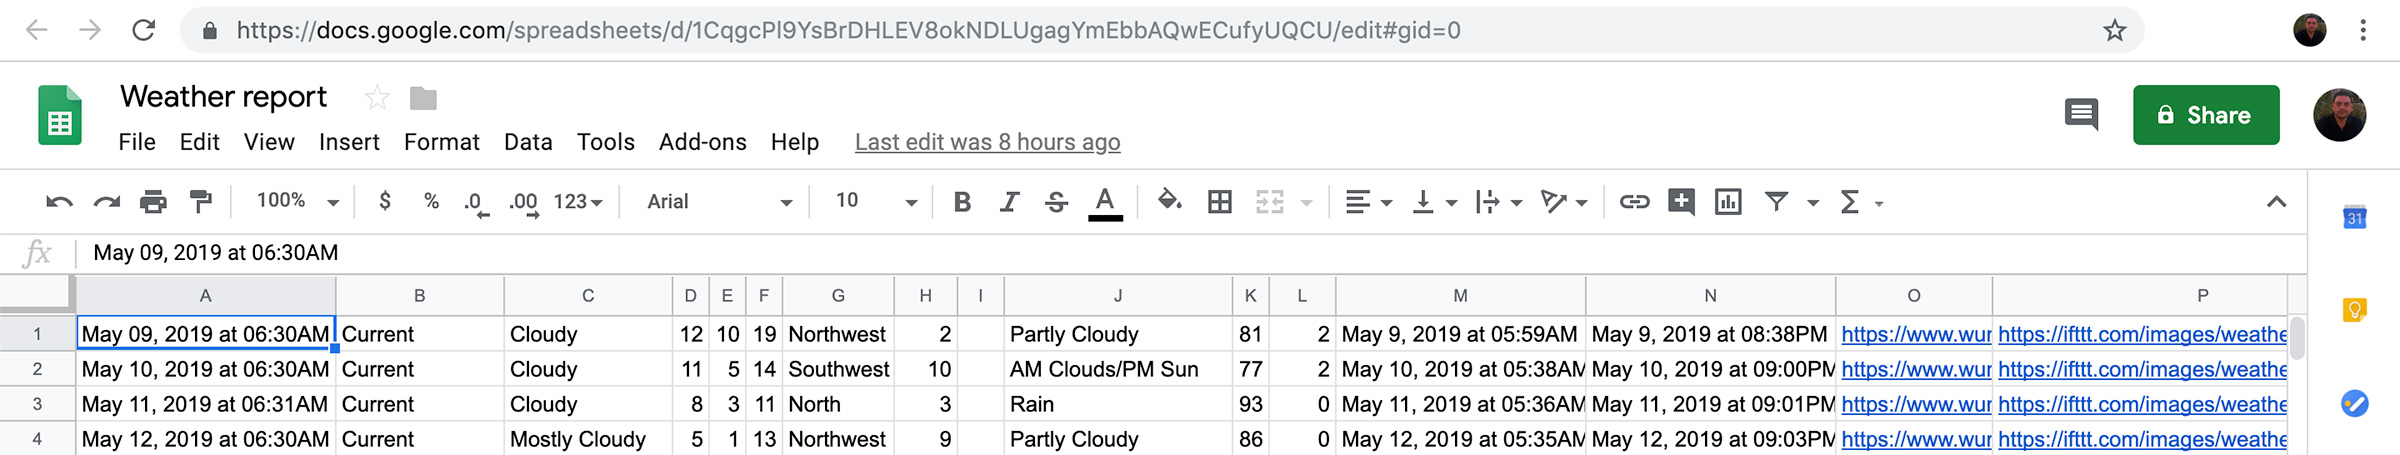 https://docs.google.com/spreadsheets/d/1CqgcPl9YsBrDHLEV8okNDLUgagYmEbbAQwECufyUQCU/edit#gid=0
Weather report
File Edit View Insert Format Data Tools Add-ons Help Last edit was 8 hours ago
Share
100% $ % .0 .00 123 Arial 10 B I S A Σ
31
fx May 09, 2019 at 06:30AM
A B C D E F G H I J K L M N O P
1 May 09, 2019 at 06:30AM Current Cloudy 12 10 19 Northwest 2 Partly Cloudy 81 2 May 9, 2019 at 05:59AM May 9, 2019 at 08:38PM https://www.wur https://ifttt.com/images/weathe
2 May 10, 2019 at 06:30AM Current Cloudy 11 5 14 Southwest 10 AM Clouds/PM Sun 77 2 May 10, 2019 at 05:38AM May 10, 2019 at 09:00PM https://www.wur https://ifttt.com/images/weathe
3 May 11, 2019 at 06:31AM Current Cloudy 8 3 11 North 3 Rain 93 0 May 11, 2019 at 05:36AM May 11, 2019 at 09:01PM https://www.wur https://ifttt.com/images/weathe
4 May 12, 2019 at 06:30AM Current Mostly Cloudy 5 1 13 Northwest 9 Partly Cloudy 86 0 May 12, 2019 at 05:35AM May 12, 2019 at 09:03PM https://www.wur https://ifttt.com/images/weathe